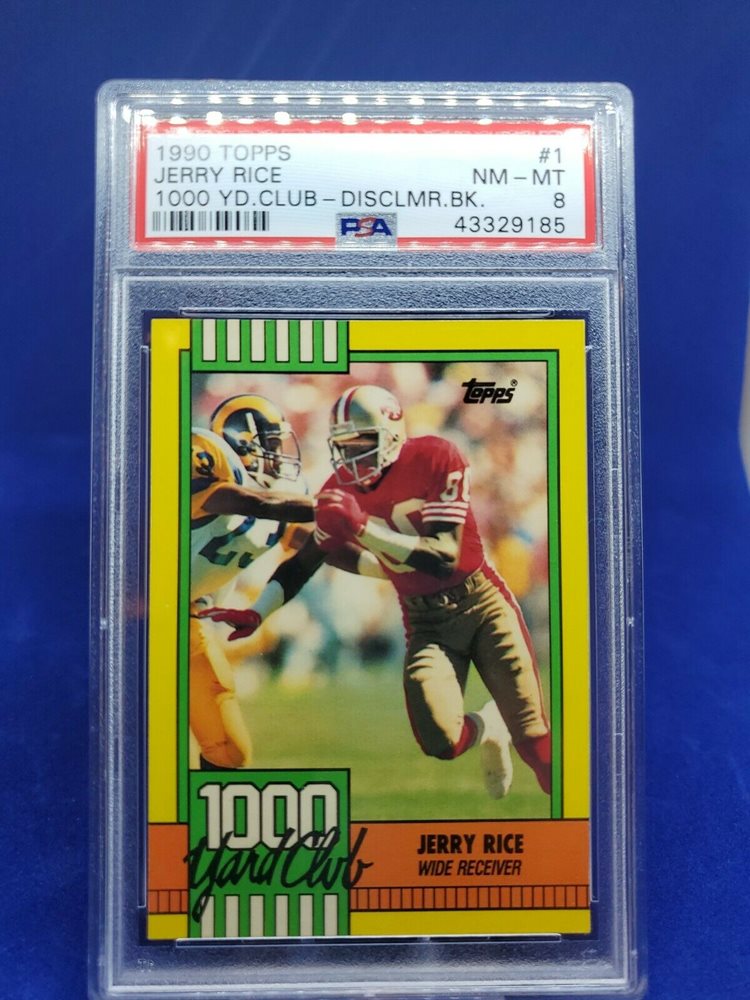 1990 TOPPS #1
JERRY RICE NM-MT
1000 YD.CLUB-DISCLMR.BK. 8
PSA 43329185
topps®
80
1000
Yard Club
JERRY RICE
WIDE RECEIVER